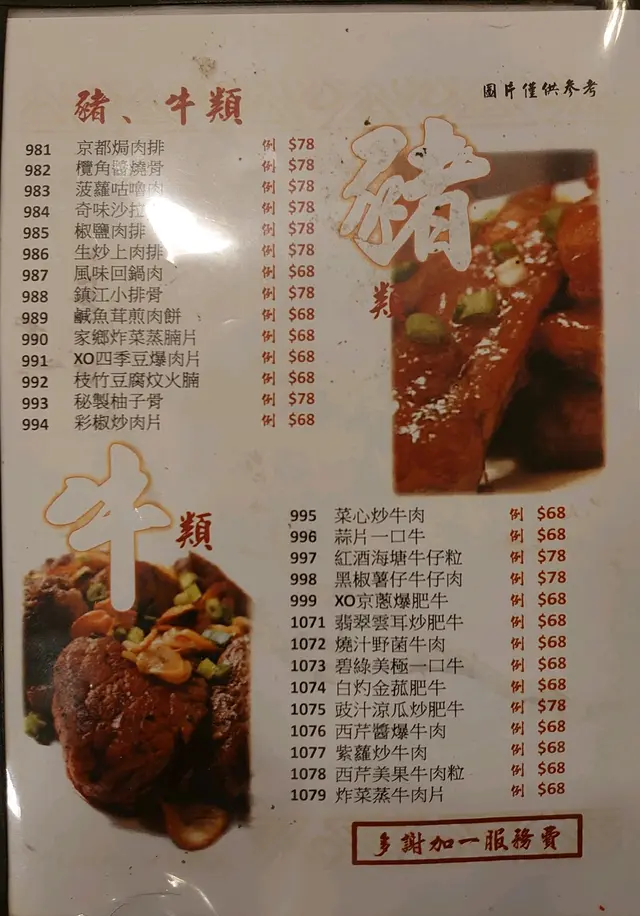 豬、牛類
圖片僅供參考
981 京都焗肉排 例 $78
982 欖角醬燒骨 例 $78
983 菠蘿咕嚕肉 例 $78
984 奇味沙拉 例 $78
985 椒鹽肉排 例 $78
986 生炒上肉排 例 $78
987 風味回鍋肉 例 $68
988 鎮江小排骨 例 $78
989 鹹魚茸煎肉餅 例 $68
990 家鄉炸菜蒸腩片 例 $68
991 XO四季豆爆肉片 例 $68
992 枝竹豆腐炆火腩 例 $68
993 秘製柚子骨 例 $78
994 彩椒炒肉片 例 $68
豬類
牛類
995 菜心炒牛肉 例 $68
996 蒜片一口牛 例 $68
997 紅酒海塘牛仔粒 例 $78
998 黑椒薯仔牛仔肉 例 $78
999 XO京蔥爆肥牛 例 $68
1071 翡翠雲耳炒肥牛 例 $68
1072 燒汁野菌牛肉 例 $68
1073 碧綠美極一口牛 例 $68
1074 白灼金菰肥牛 例 $68
1075 豉汁涼瓜炒肥牛 例 $78
1076 西芹醬爆牛肉 例 $68
1077 紫蘿炒牛肉 例 $68
1078 西芹美果牛肉粒 例 $68
1079 炸菜蒸牛肉片 例 $68
多謝加一服務費